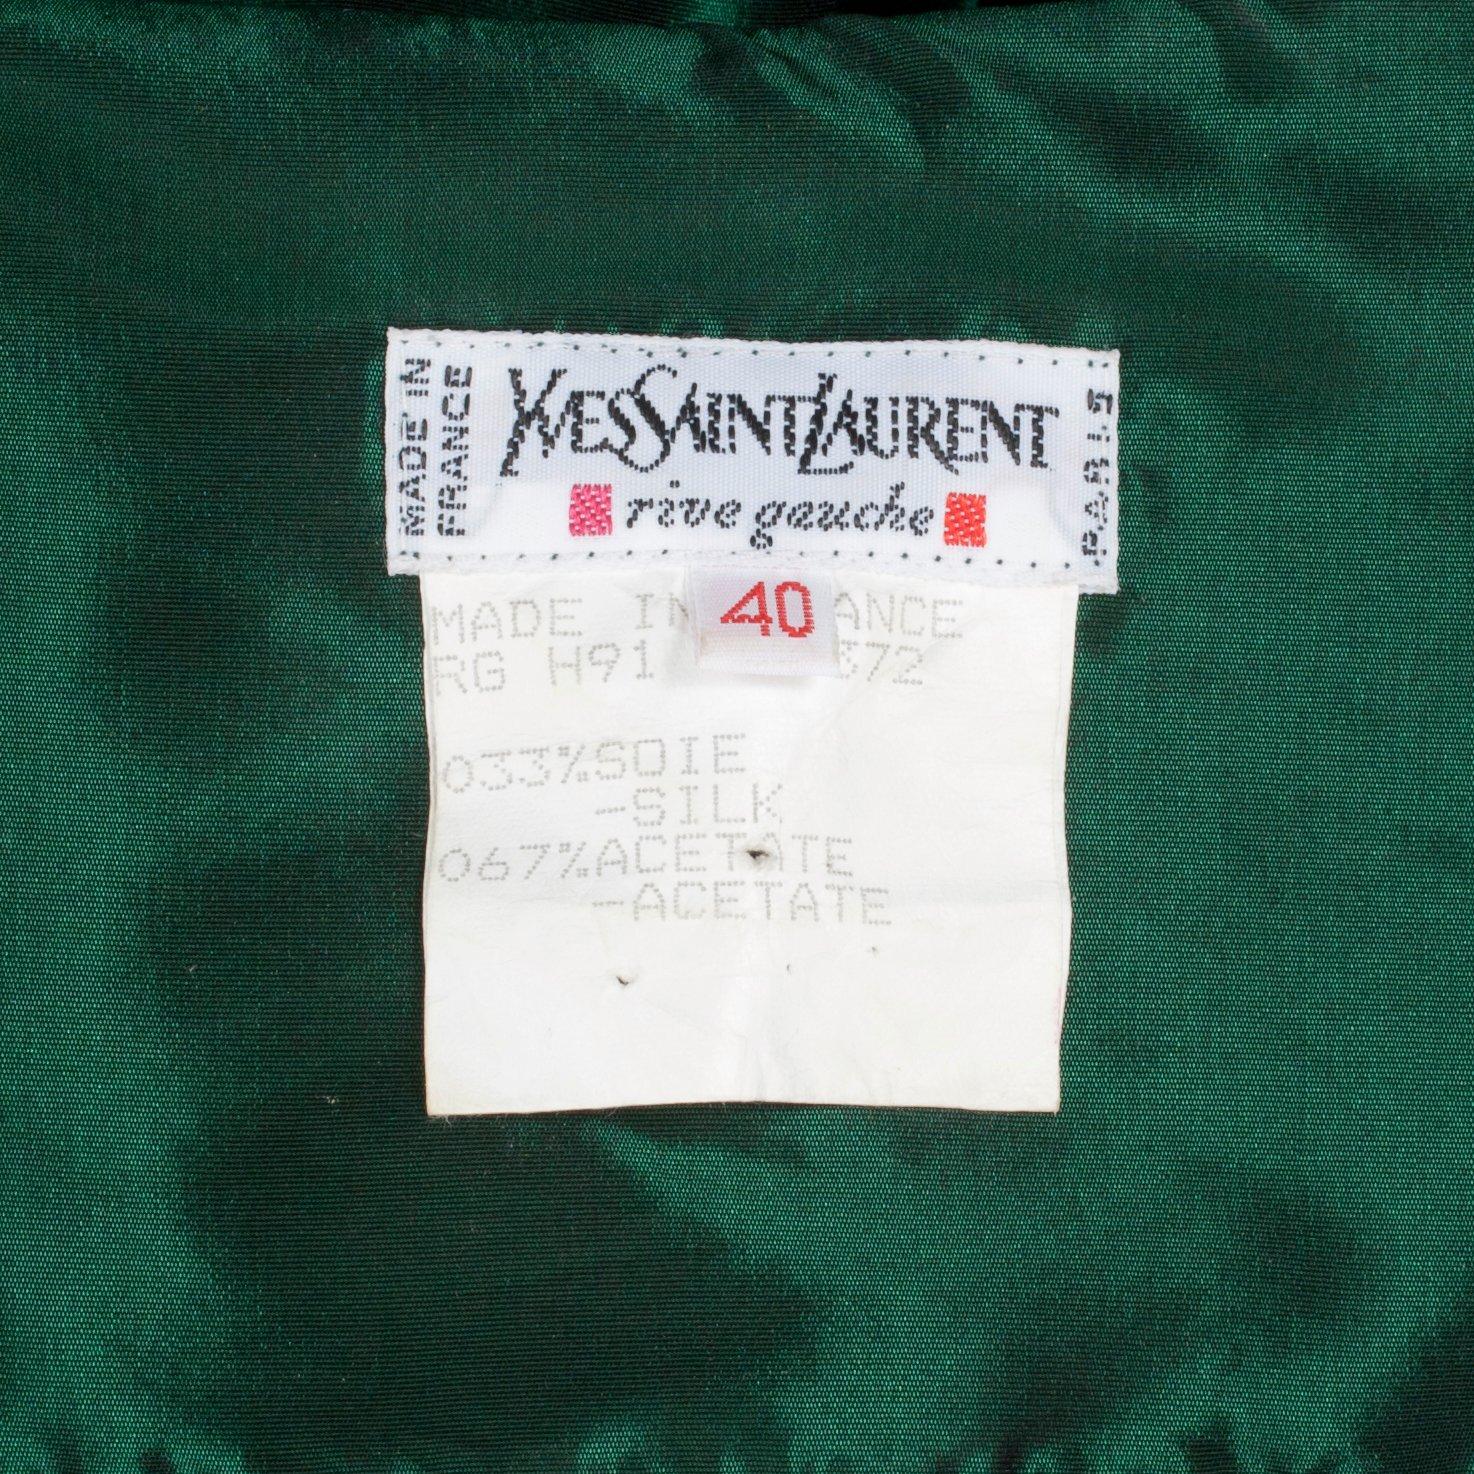 MADE IN
FRANCE
YVESSAINTLAURENT
rive gauche
PARIS
40
MADE IN ANCE
RG H91 372
033%SOIE
-SILK
067%ACETATE
-ACETATE